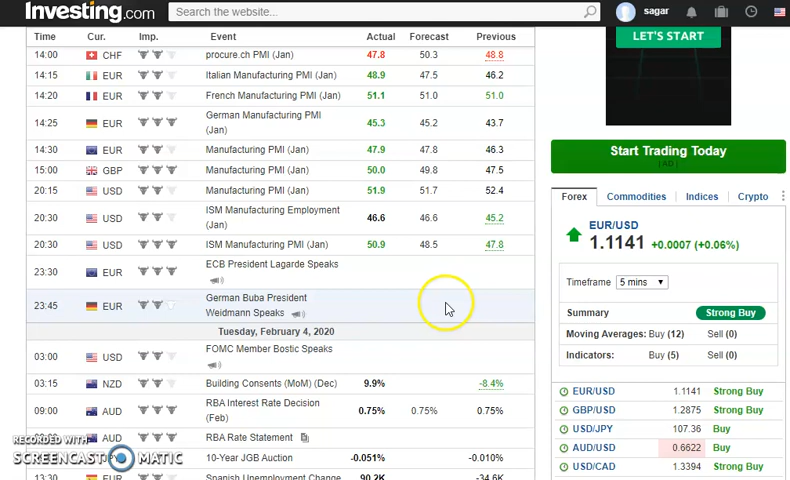 Investing.com Search the website... sagar
Time Cur. Imp. Event Actual Forecast Previous
LET'S START
14:00 CHF procure.ch PMI (Jan) 47.8 50.3 48.8
14:15 EUR Italian Manufacturing PMI (Jan) 48.9 47.5 46.2
14:20 EUR French Manufacturing PMI (Jan) 51.1 51.0 51.0
14:25 EUR German Manufacturing PMI
(Jan) 45.3 45.2 43.7
14:30 EUR Manufacturing PMI (Jan) 47.9 47.8 46.3
15:00 GBP Manufacturing PMI (Jan) 50.0 49.8 47.5
20:15 USD Manufacturing PMI (Jan) 51.9 51.7 52.4
20:30 USD ISM Manufacturing Employment
(Jan) 46.6 46.6 45.2
20:30 USD ISM Manufacturing PMI (Jan) 50.9 48.5 47.8
23:30 EUR ECB President Lagarde Speaks
23:45 EUR German Buba President
Weidmann Speaks
Tuesday, February 4, 2020
03:00 USD FOMC Member Bostic Speaks
03:15 NZD Building Consents (MoM) (Dec) 9.9% -8.4%
09:00 AUD RBA Interest Rate Decision
(Feb) 0.75% 0.75% 0.75%
AUD RBA Rate Statement
10-Year JGB Auction -0.051% -0.010%
13:30 Spanish Unemployment Change 90.2K -34.6K
RECORDED WITH
SCREENCAST MATIC
Start Trading Today
(AD)
Forex Commodities Indices Crypto
EUR/USD
1.1141 +0.0007 (+0.06%)
Timeframe 5 mins
Summary Strong Buy
Moving Averages: Buy (12) Sell (0)
Indicators: Buy (5) Sell (0)
EUR/USD 1.1141 Strong Buy
GBP/USD 1.2875 Strong Buy
USD/JPY 107.36 Buy
AUD/USD 0.6622 Buy
USD/CAD 1.3394 Strong Buy